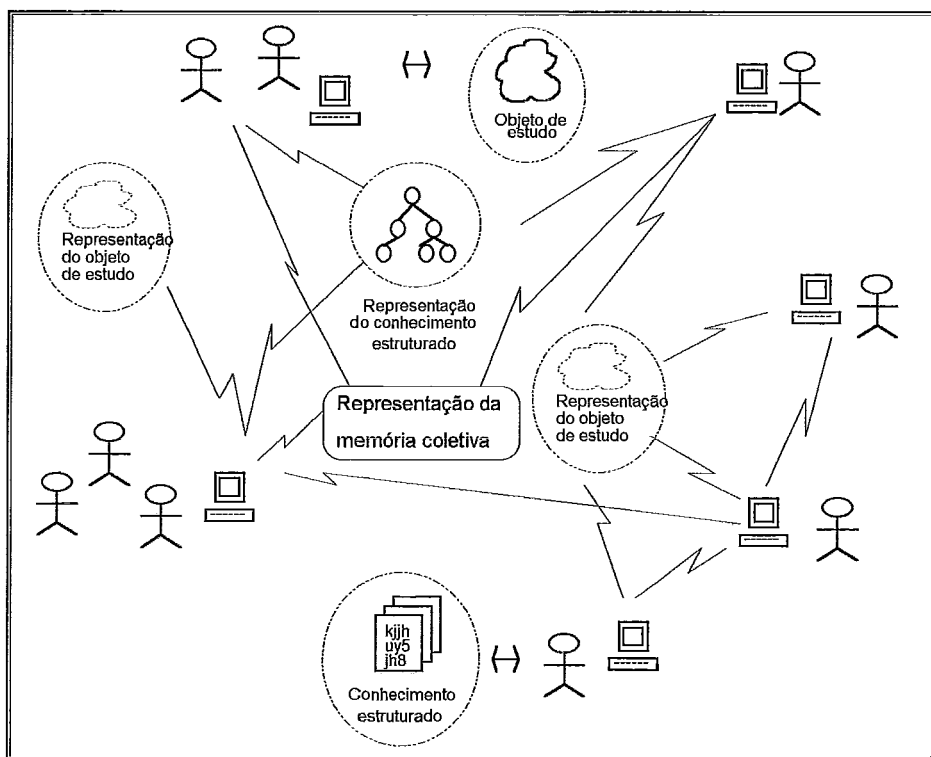 Objeto de
estudo
Representação
do objeto
de estudo
Representação
do conhecimento
estruturado
Representação da
memória coletiva
Representação
do objeto
de estudo
kjjh
uy5
jh8
Conhecimento
estruturado